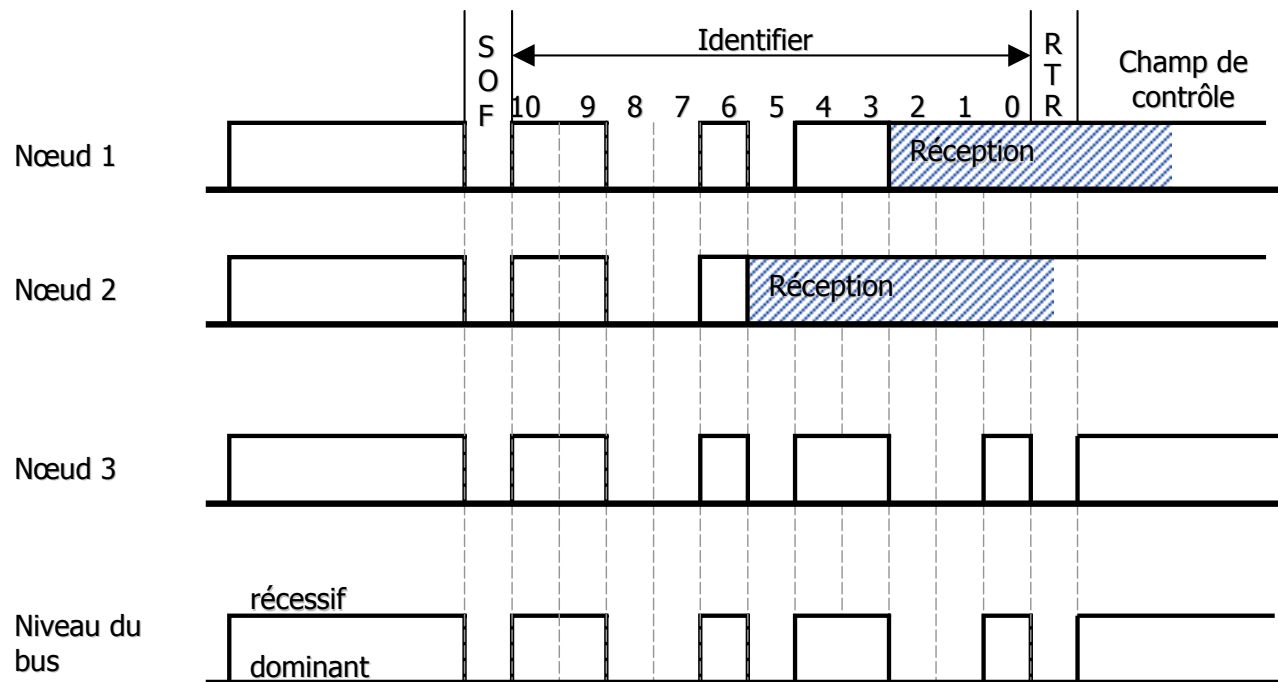 S
O
F
Identifier
R
T
R
Champ de
contrôle
10 9 8 7 6 5 4 3 2 1 0
Nœud 1
Réception
Nœud 2
Réception
Nœud 3
récessif
Niveau du
bus
dominant